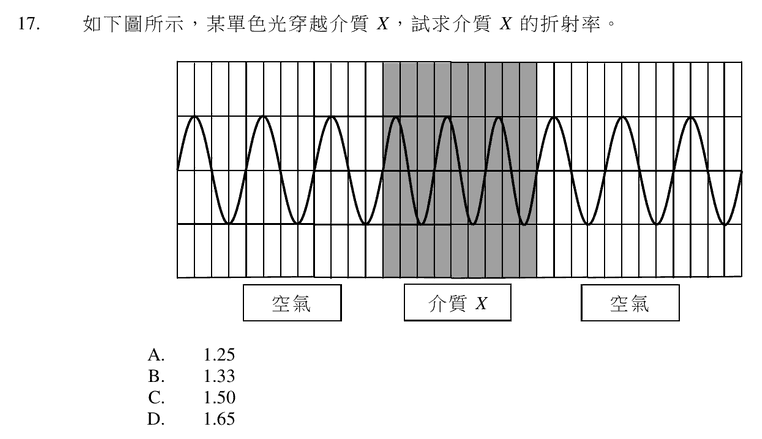 17. 如下圖所示，某單色光穿越介質 X，試求介質 X 的折射率。
空氣 介質 X 空氣
A. 1.25
B. 1.33
C. 1.50
D. 1.65